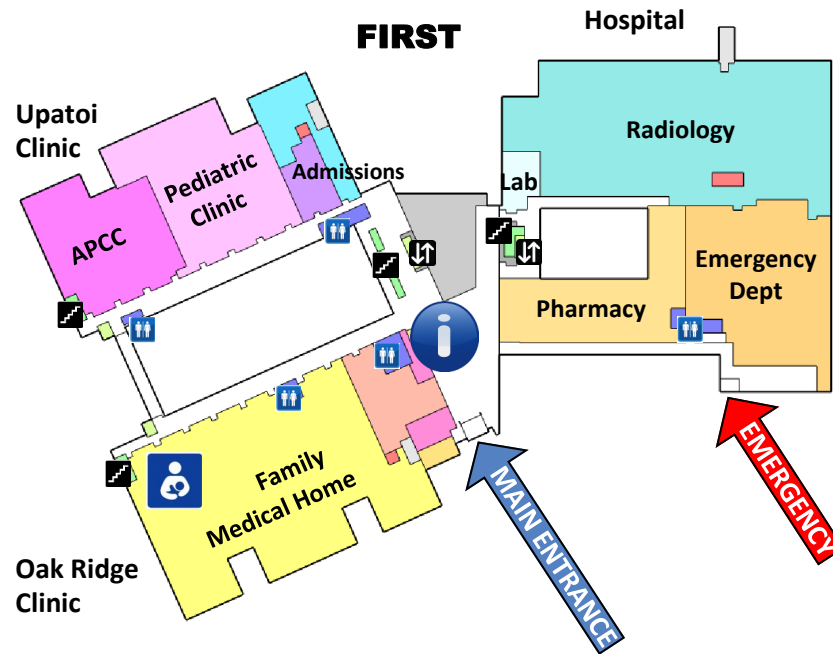 FIRST
Hospital
Upatoi
Clinic
Radiology
Pediatric
Clinic
Admissions
Lab
APCC
Emergency
Dept
Pharmacy
i
Family
Medical Home
MAIN ENTRANCE
EMERGENCY
Oak Ridge
Clinic